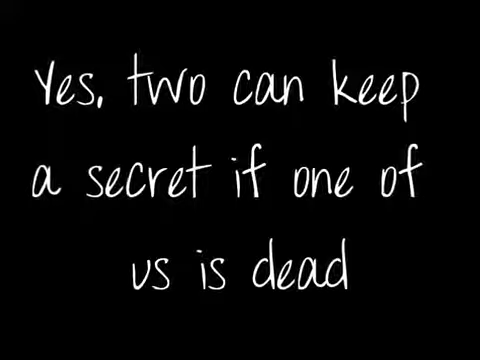 Yes, two can keep
a secret if one of
us is dead